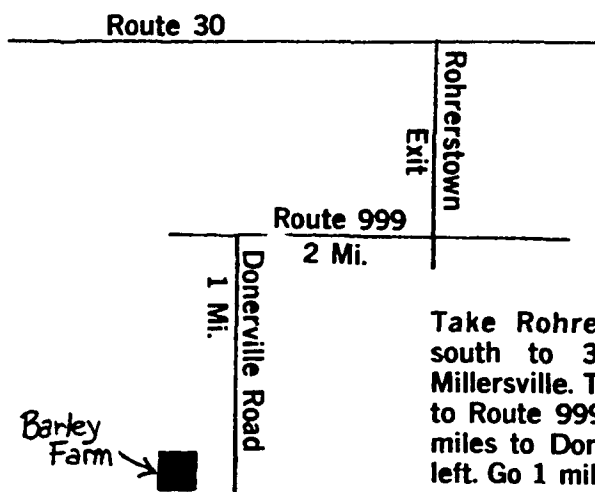 Route 30
Rohrerstown
Exit
Route 999
2 Mi.
Donerville Road
1 Mi.
Barley
Farm
Take Rohre
south to 3
Millersville. T
to Route 999
miles to Don
left. Go 1 mil